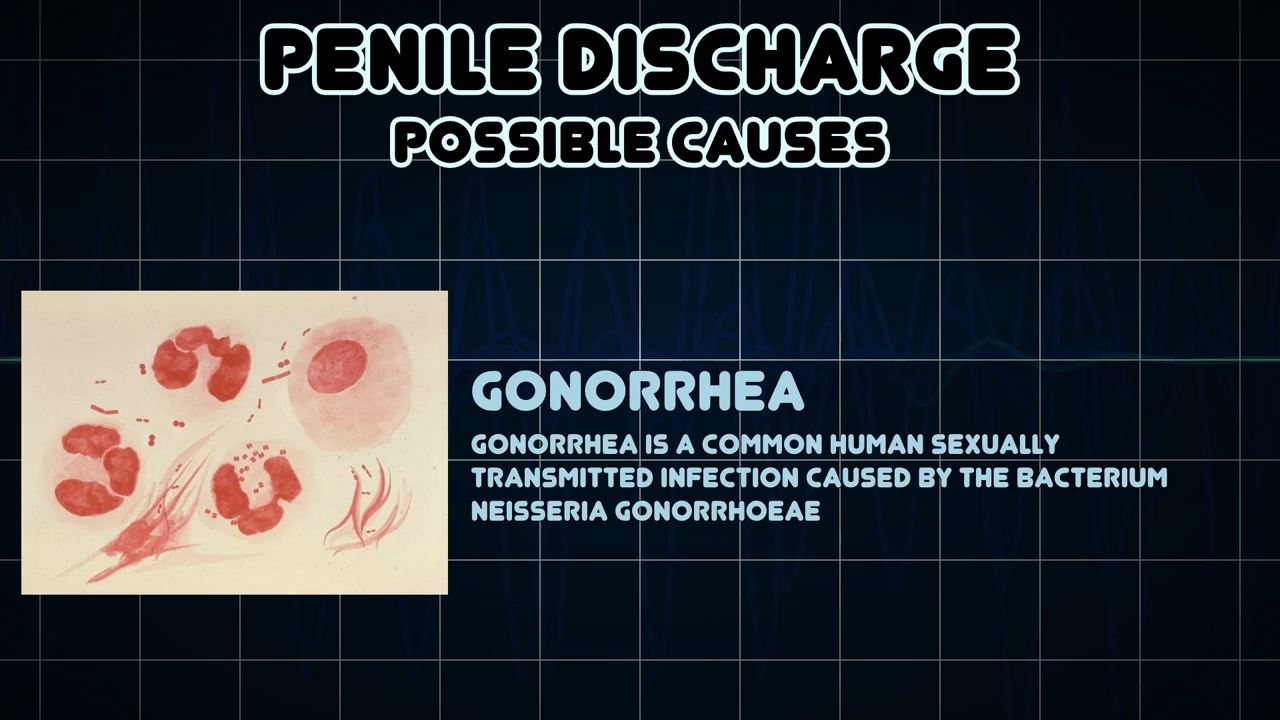 PENILE DISCHARGE
POSSIBLE CAUSES
GONORRHEA
GONORRHEA IS A COMMON HUMAN SEXUALLY
TRANSMITTED INFECTION CAUSED BY THE BACTERIUM
NEISSERIA GONORRHOEAE